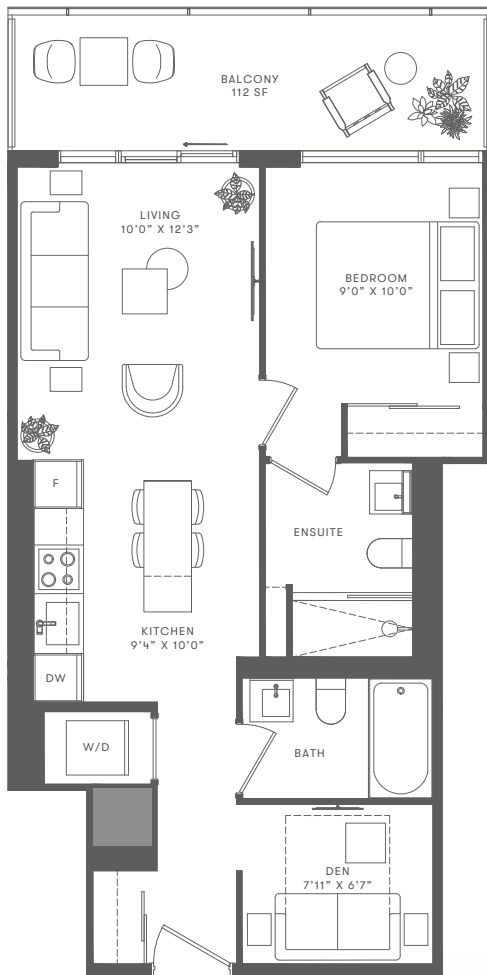 BALCONY
112 SF
LIVING
10'0" X 12'3"
BEDROOM
9'0" X 10'0"
F
ENSUITE
KITCHEN
9'4" X 10'0"
DW
W/D
BATH
DEN
7'11" X 6'7"